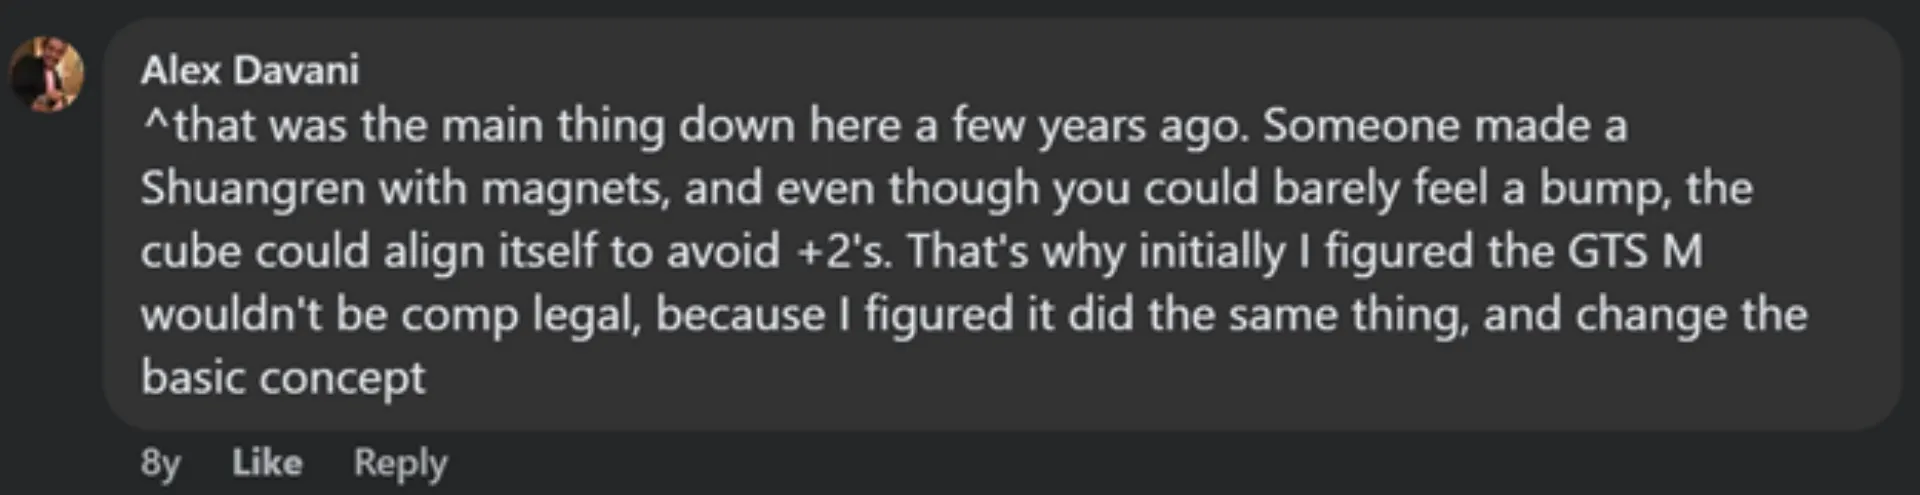 Alex Davani
^that was the main thing down here a few years ago. Someone made a
Shuangren with magnets, and even though you could barely feel a bump, the
cube could align itself to avoid +2's. That's why initially I figured the GTS M
wouldn't be comp legal, because I figured it did the same thing, and change the
basic concept
8y Like Reply